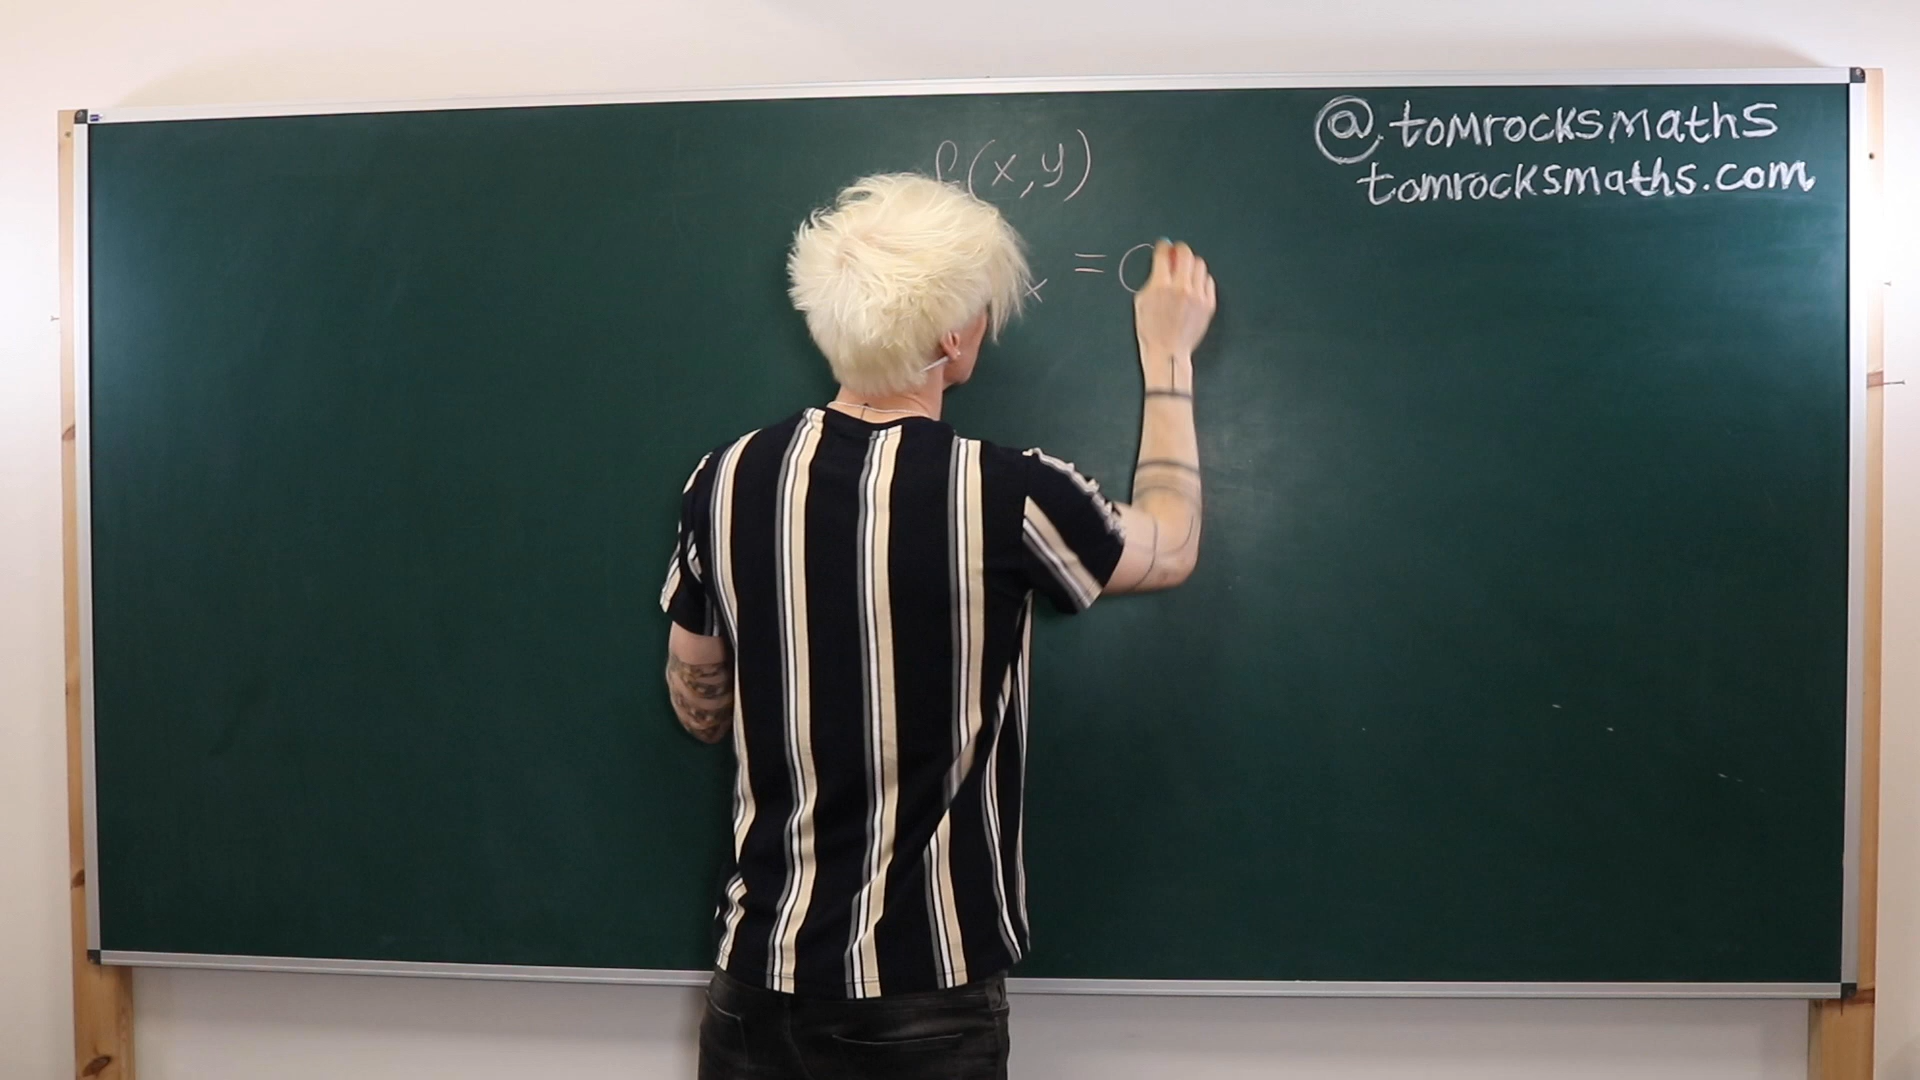 @tomrocksmaths
tomrocksmaths.com
f(x,y)
x = 0